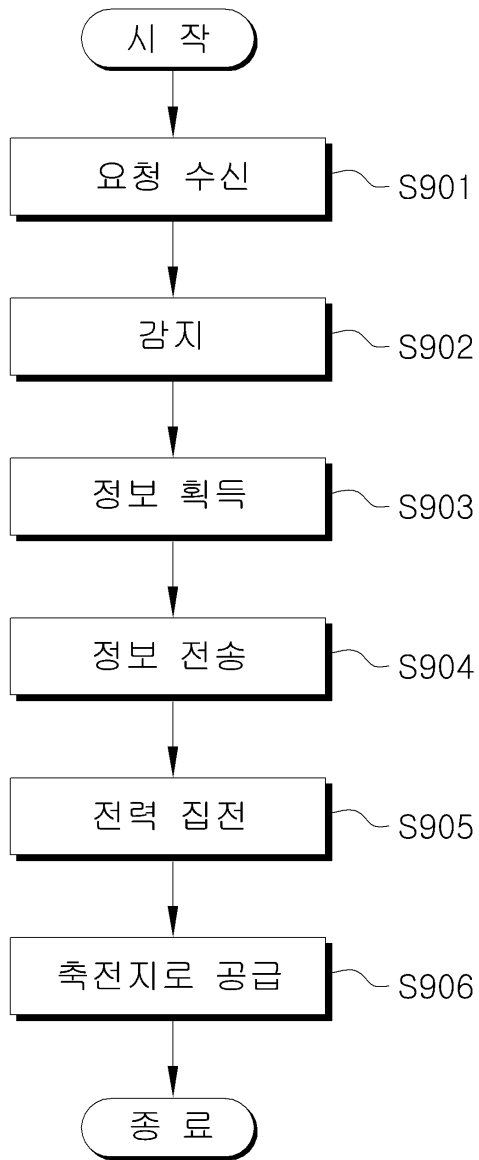 시 작
요청 수신
S901
감지
S902
정보 획득
S903
정보 전송
S904
전력 집전
S905
축전지로 공급
S906
종 료